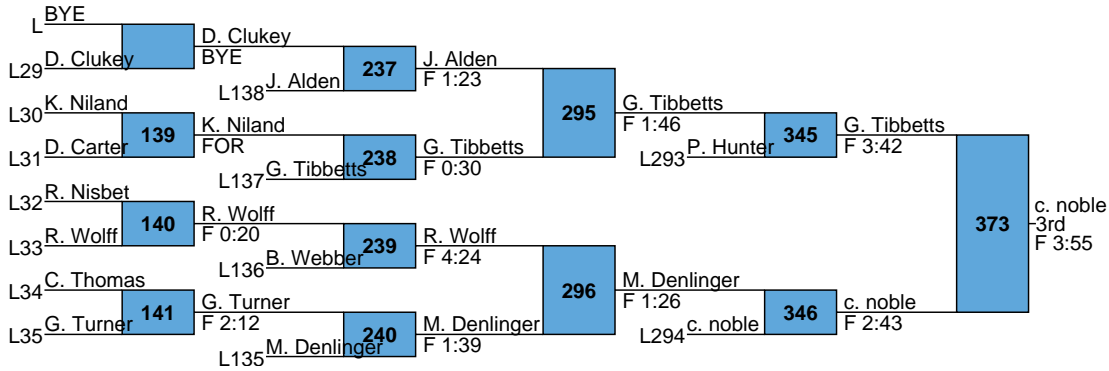 L BYE
L29 D. Clukey
D. Clukey
BYE
L138 J. Alden
237
J. Alden
F 1:23
L30 K. Niland
L31 D. Carter
139
K. Niland
FOR
L137 G. Tibbetts
238
G. Tibbetts
F 0:30
295
G. Tibbetts
F 1:46
L293 P. Hunter
345
G. Tibbetts
F 3:42
L32 R. Nisbet
L33 R. Wolff
140
R. Wolff
F 0:20
L136 B. Webber
239
R. Wolff
F 4:24
L34 C. Thomas
L35 G. Turner
141
G. Turner
F 2:12
L135 M. Denlinger
240
M. Denlinger
F 1:39
296
M. Denlinger
F 1:26
L294 c. noble
346
c. noble
F 2:43
373
c. noble
3rd
F 3:55